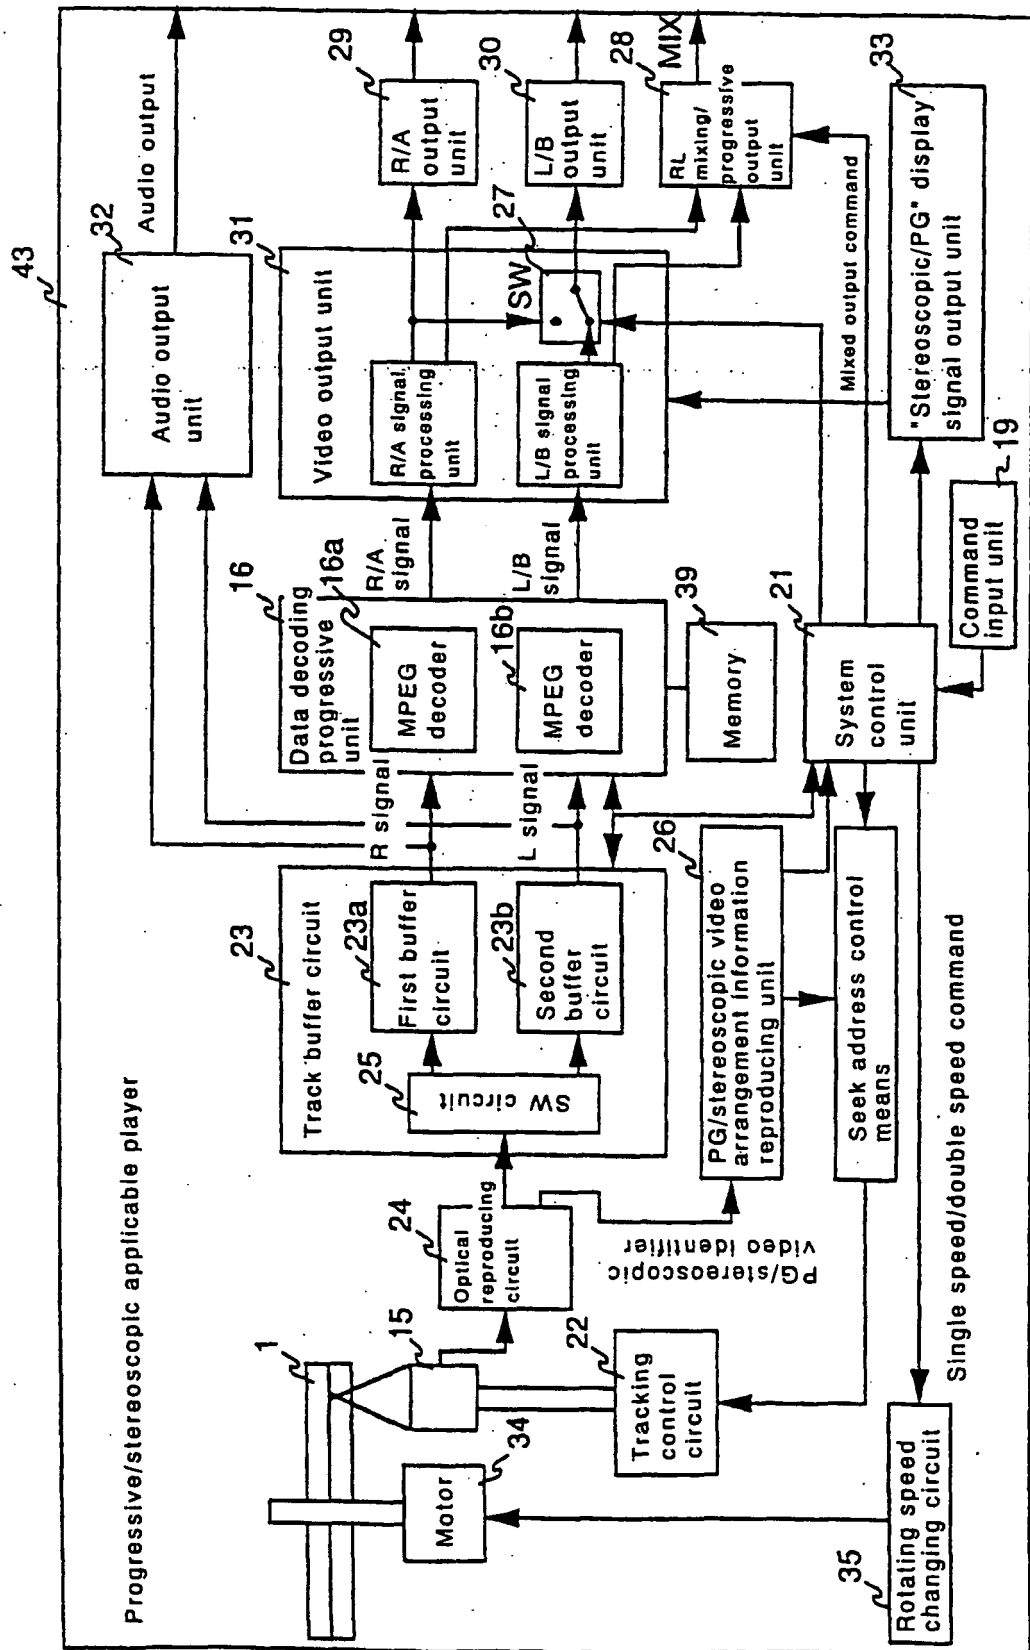 Progressive/stereoscopic applicable player
43
Audio output
unit
32
Audio output
1
15
34
Motor
Optical
reproducing
circuit
24
Tracking
control
circuit
22
Rotating speed
changing circuit
35
Single speed/double speed command
PG/stereoscopic
video identifier
Track buffer circuit
23
SW circuit
25
First buffer
circuit
23a
Second
buffer
circuit
23b
PG/stereoscopic video
arrangement information
reproducing unit
26
Seek address control
means
R signal
L signal
Data decoding
progressive
unit
16
MPEG
decoder
16a
MPEG
decoder
16b
Memory
39
System
control
unit
21
Command
input unit
19
R/A
signal
L/B
signal
Video output unit
31
R/A signal
processing
unit
L/B signal
processing
unit
SW
27
R/A
output
unit
29
L/B
output
unit
30
RL
mixing/
progressive
output
unit
28
MIX
Mixed output command
"Stereoscopic/PG" display
signal output unit
33